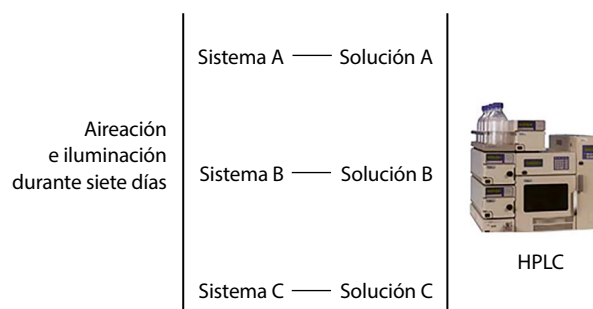 Sistema A Solución A
Aireación
e iluminación
durante siete días
Sistema B Solución B
HPLC
Sistema C Solución C